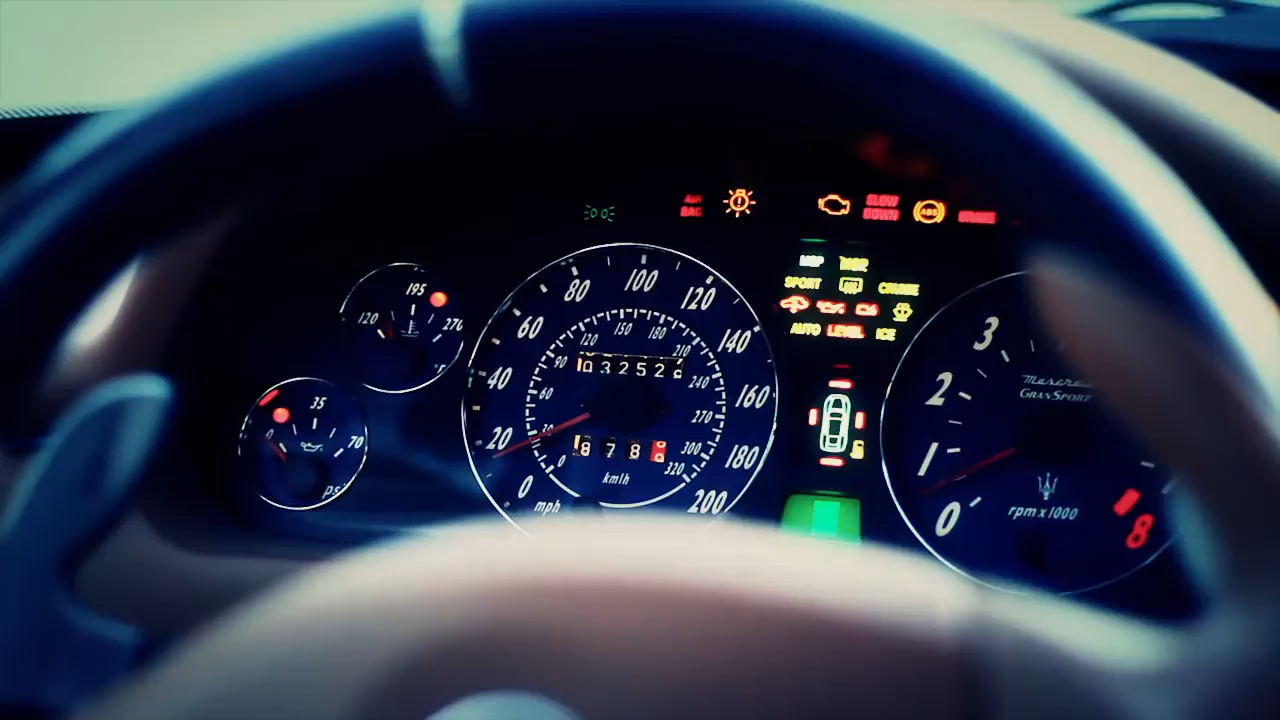 AIR BAG
SLOW DOWN
ABS
BRAKE
MSP
SPORT
CRUISE
AUTO LEVEL ICE
195
120
270
°F
35
0
70
psi
0
20
40
60
80
100
120
140
160
180
200
mph
0
30
60
90
120
150
180
210
240
270
300
320
km/h
03252
878
0
1
2
3
8
Maserati
GRANSPORT
rpm x 1000